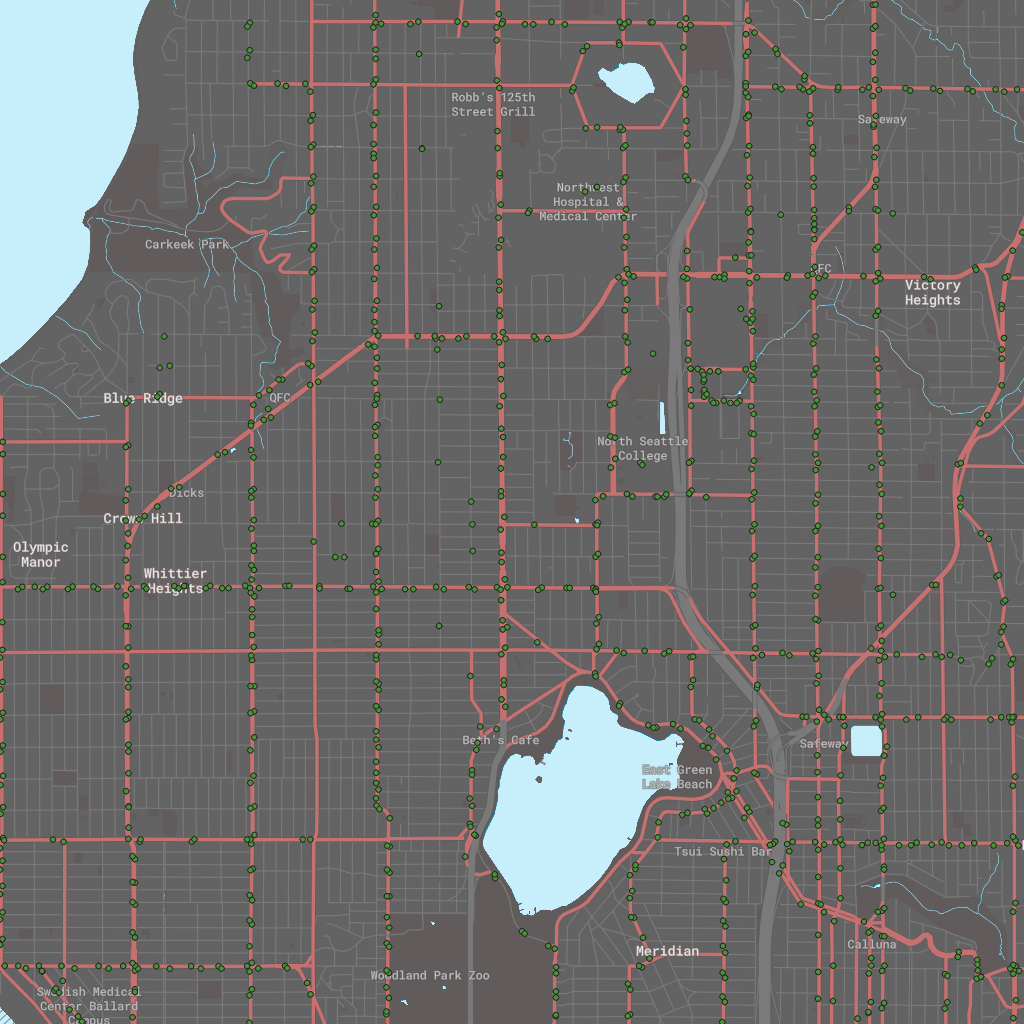 Robb's 125th
Street Grill
Safeway
Northwest
Hospital &
Medical Center
Carkeek Park
FC
Victory
Heights
Blue Ridge
QFC
North Seattle
College
Dicks
Crown Hill
Olympic
Manor
Whittier
Heights
Beth's Cafe
Safeway
East Green
Lake Beach
Tsui Sushi Bar
Calluna
Meridian
Woodland Park Zoo
Swedish Medical
Center Ballard
Campus